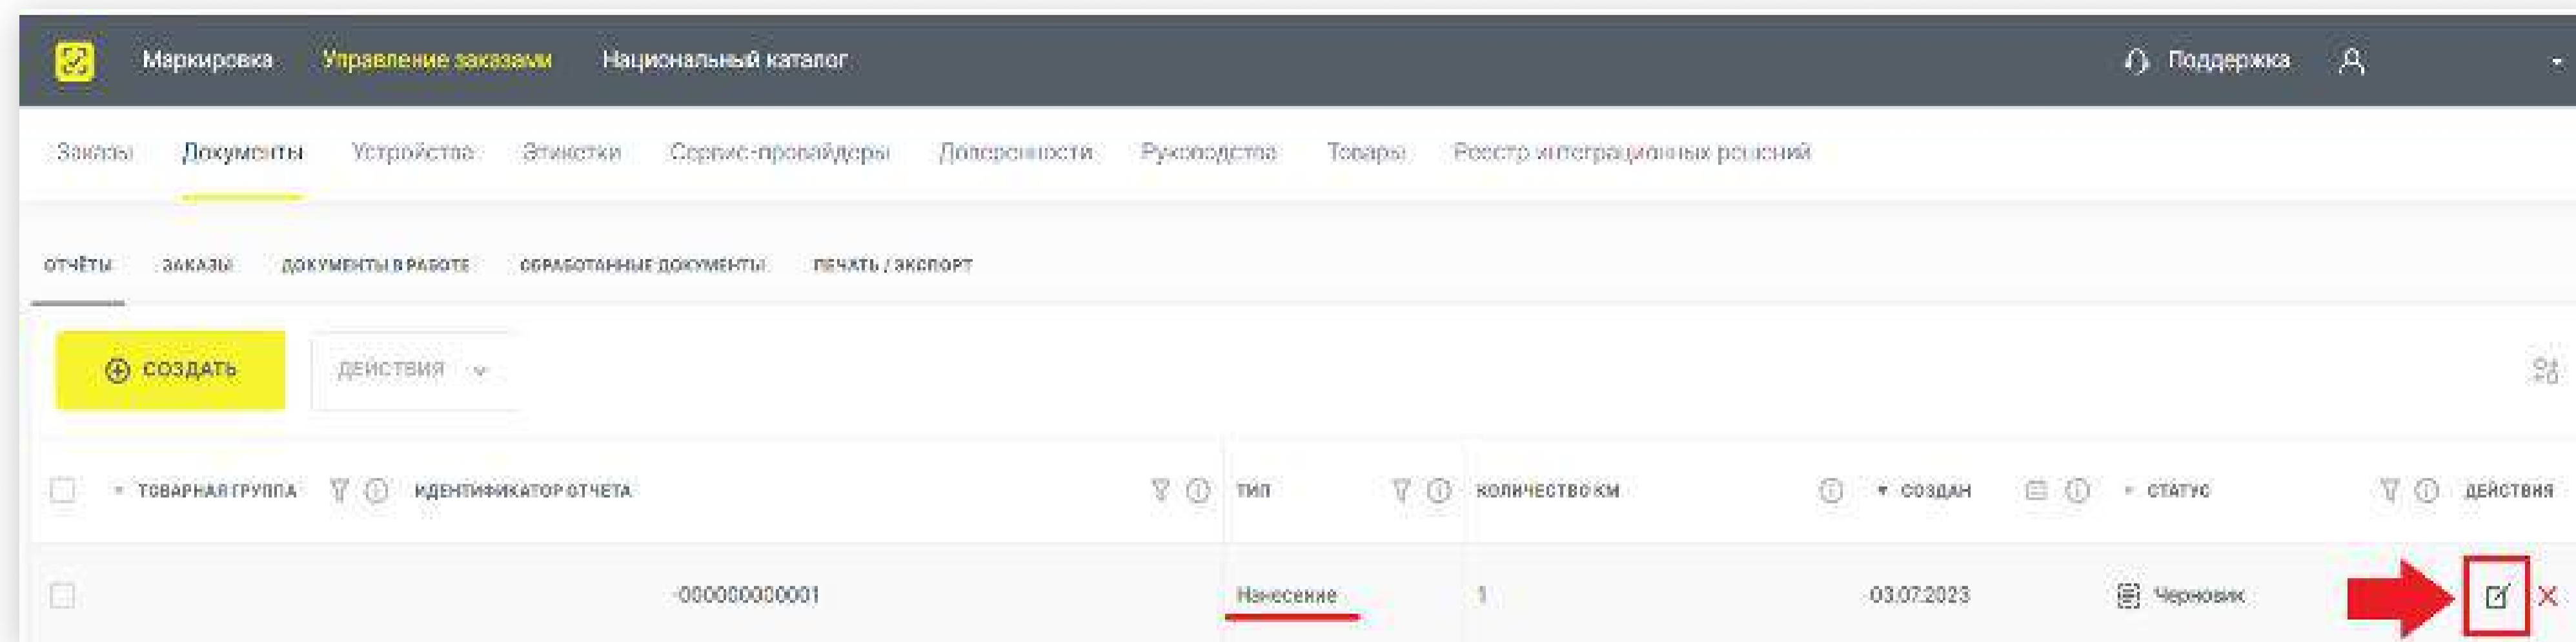 Маркировка Управление заказами Национальный каталог Поддержка
Заказы Документы Устройства Этикетки Сервис-провайдеры Доверенности Руководства Товары Реестр интеграционных решений
ОТЧЁТЫ ЗАКАЗЫ ДОКУМЕНТЫ В РАБОТЕ ОБРАБОТАННЫЕ ДОКУМЕНТЫ ПЕЧАТЬ / ЭКСПОРТ
СОЗДАТЬ ДЕЙСТВИЯ
ТОВАРНАЯ ГРУППА ИДЕНТИФИКАТОР ОТЧЕТА ТИП КОЛИЧЕСТВО КМ СОЗДАН СТАТУС ДЕЙСТВИЯ
-000000000001 Нанесение 1 03.07.2023 Черновик